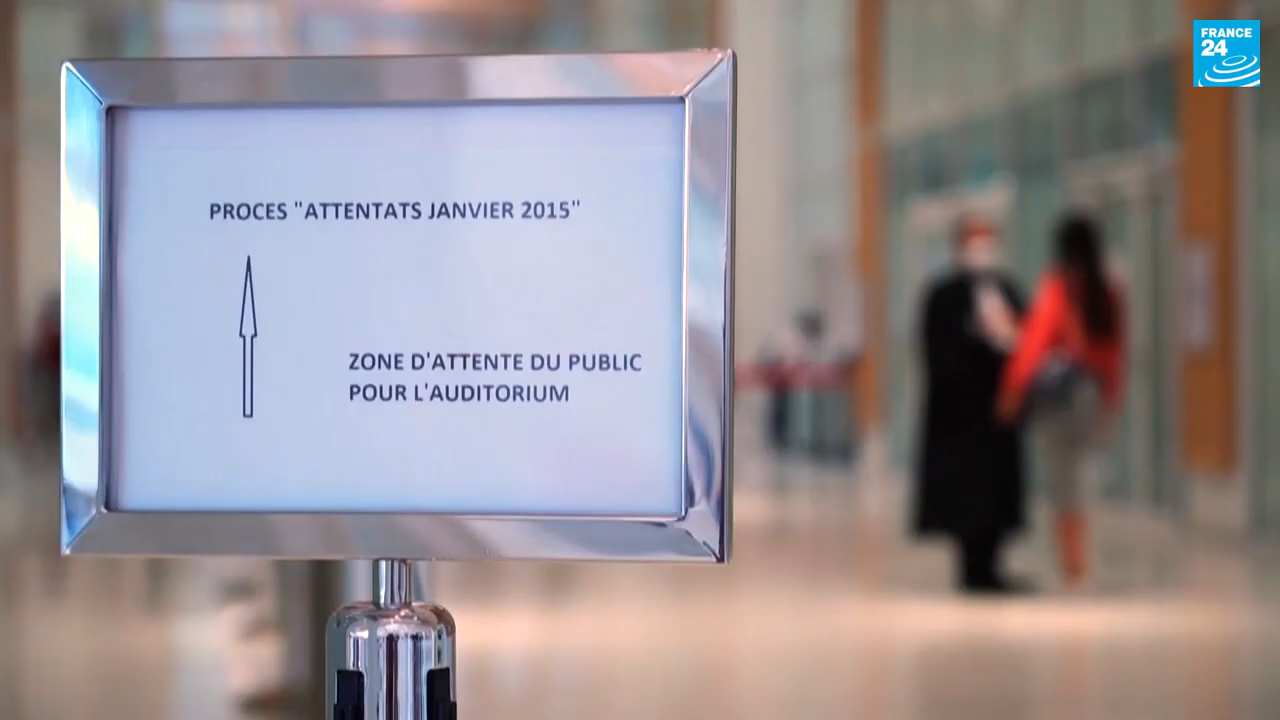 FRANCE
24
PROCES "ATTENTATS JANVIER 2015"
ZONE D'ATTENTE DU PUBLIC
POUR L'AUDITORIUM